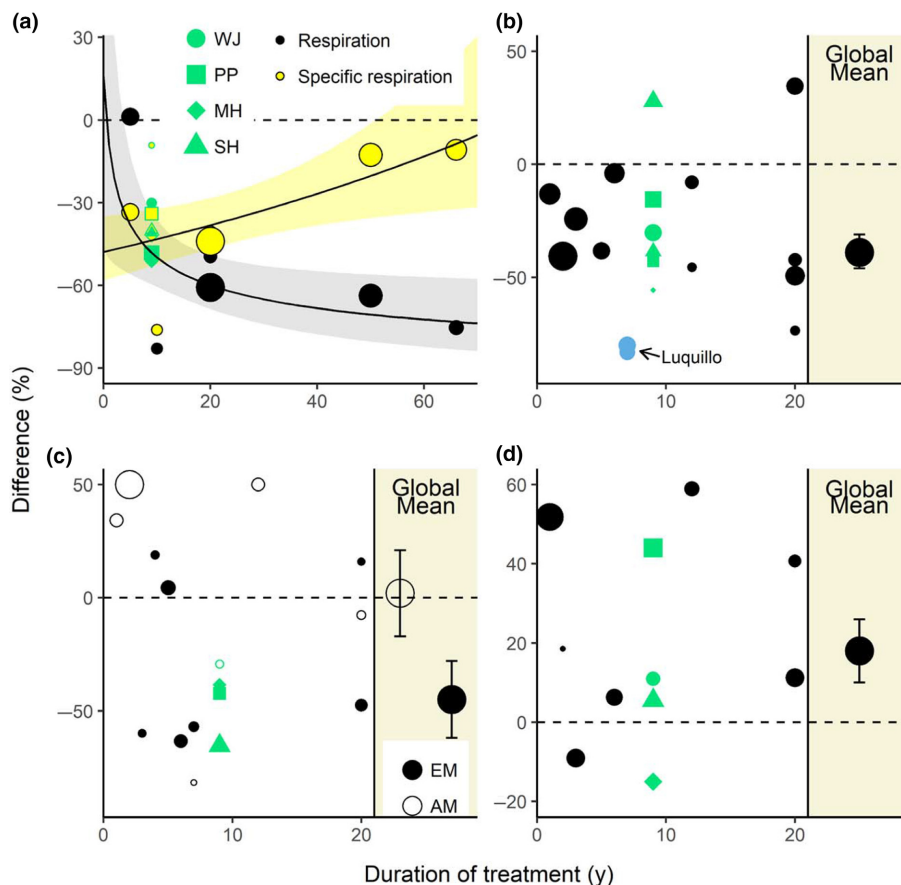 (a)
WJ
PP
MH
SH
Respiration
Specific respiration
0
−30
−60
−90
0
20
40
60
(b)
50
0
−50
0
10
20
Global
Mean
Luquillo
(c)
50
0
−50
0
10
20
Global
Mean
EM
AM
(d)
60
40
20
0
−20
0
10
20
Global
Mean
Difference (%)
Duration of treatment (y)